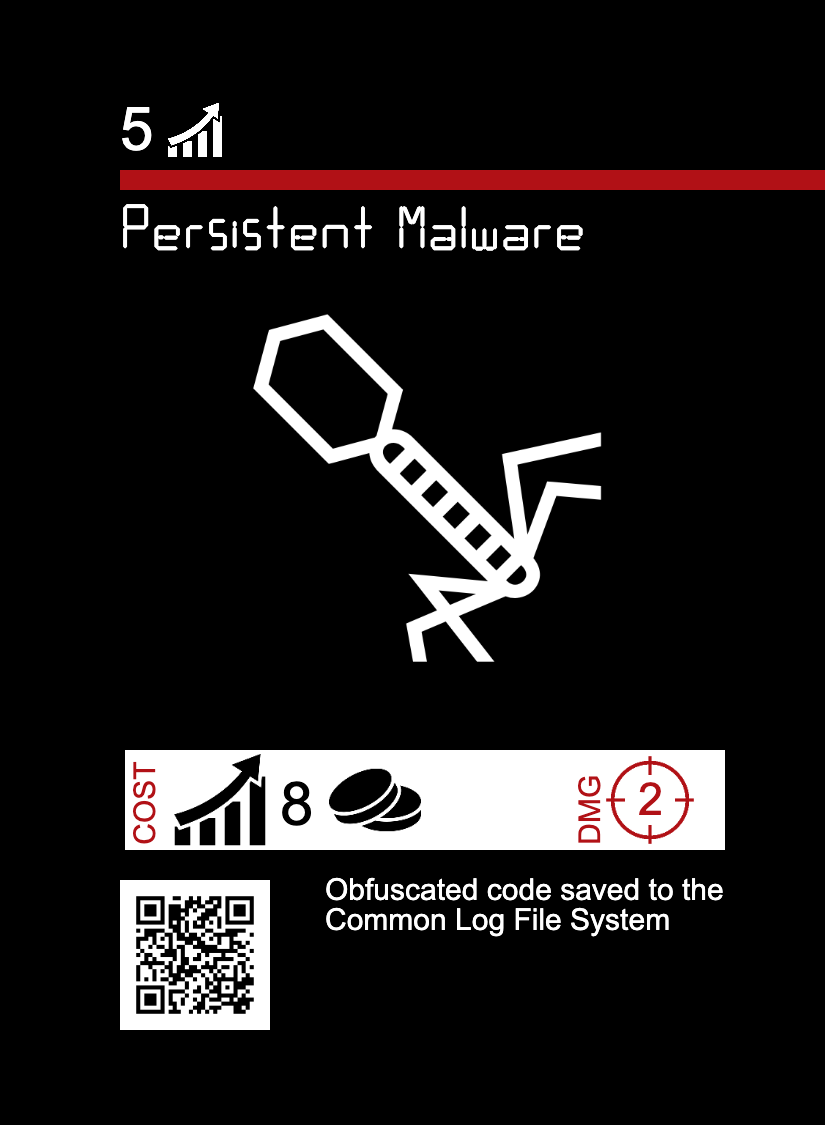 5
Persistent Malware
COST
8
DMG
2
Obfuscated code saved to the
Common Log File System